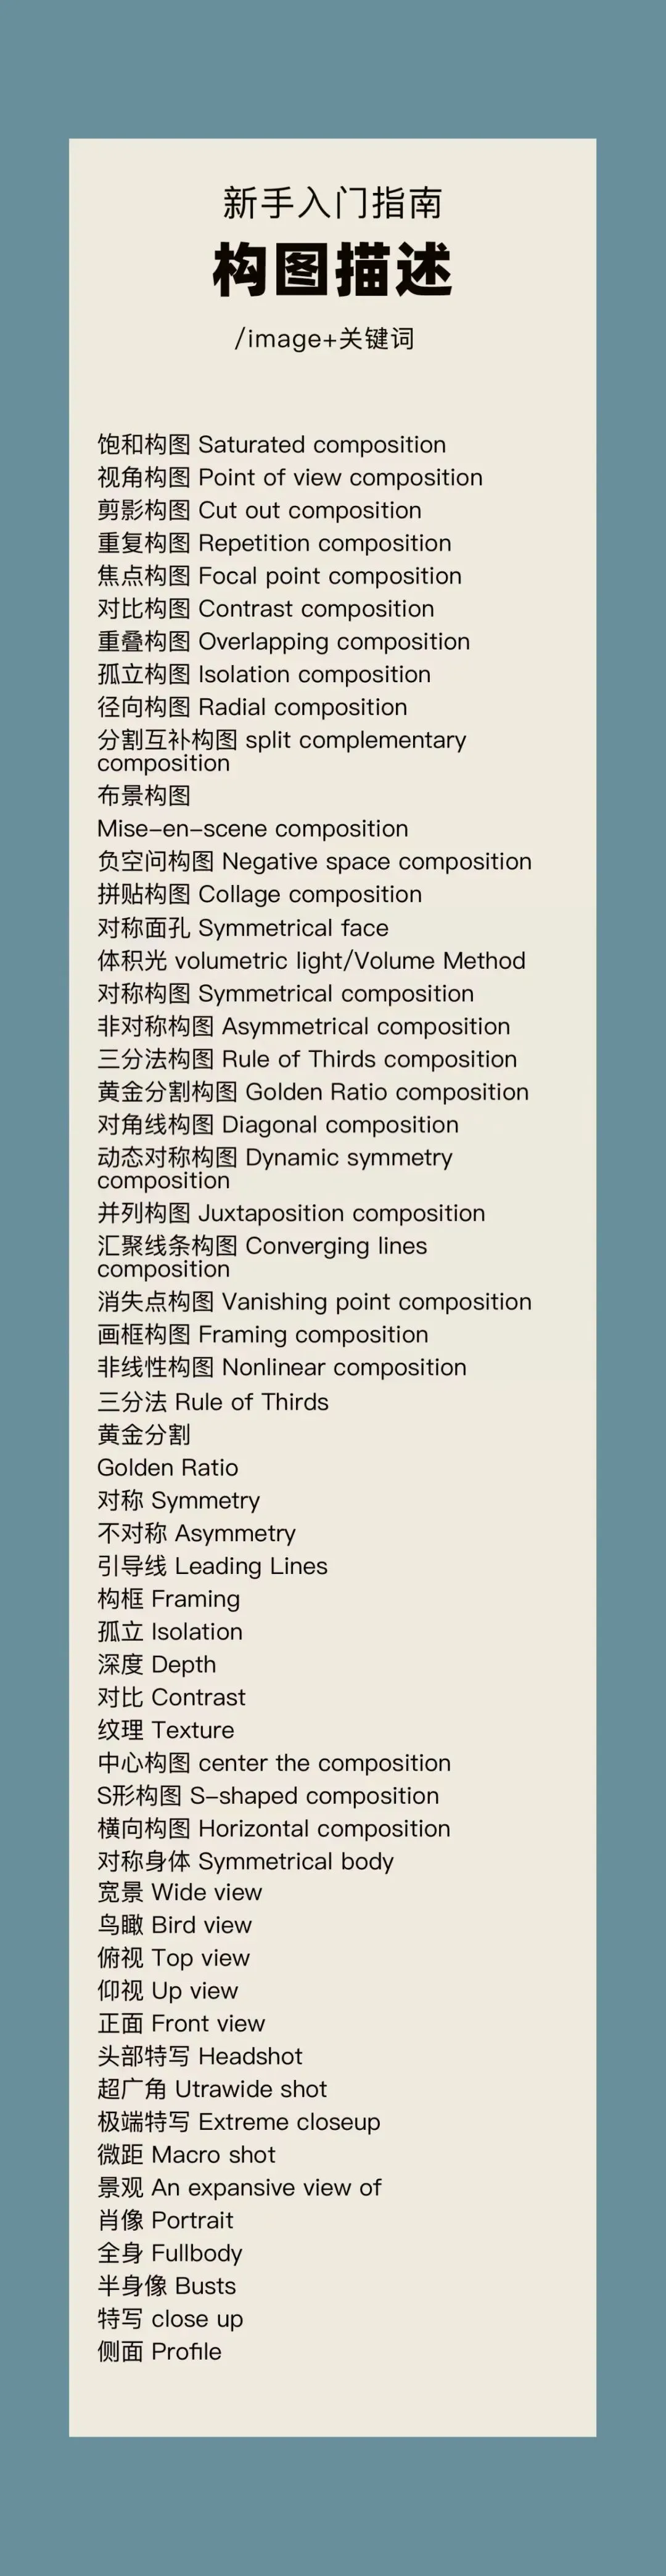 新手入门指南
构图描述
/image+关键词
饱和构图 Saturated composition
视角构图 Point of view composition
剪影构图 Cut out composition
重复构图 Repetition composition
焦点构图 Focal point composition
对比构图 Contrast composition
重叠构图 Overlapping composition
孤立构图 Isolation composition
径向构图 Radial composition
分割互补构图 split complementary
composition
布景构图
Mise-en-scene composition
负空问构图 Negative space composition
拼贴构图 Collage composition
对称面孔 Symmetrical face
体积光 volumetric light/Volume Method
对称构图 Symmetrical composition
非对称构图 Asymmetrical composition
三分法构图 Rule of Thirds composition
黄金分割构图 Golden Ratio composition
对角线构图 Diagonal composition
动态对称构图 Dynamic symmetry
composition
并列构图 Juxtaposition composition
汇聚线条构图 Converging lines
composition
消失点构图 Vanishing point composition
画框构图 Framing composition
非线性构图 Nonlinear composition
三分法 Rule of Thirds
黄金分割
Golden Ratio
对称 Symmetry
不对称 Asymmetry
引导线 Leading Lines
构框 Framing
孤立 Isolation
深度 Depth
对比 Contrast
纹理 Texture
中心构图 center the composition
S形构图 S-shaped composition
横向构图 Horizontal composition
对称身体 Symmetrical body
宽景 Wide view
鸟瞰 Bird view
俯视 Top view
仰视 Up view
正面 Front view
头部特写 Headshot
超广角 Utrawide shot
极端特写 Extreme closeup
微距 Macro shot
景观 An expansive view of
肖像 Portrait
全身 Fullbody
半身像 Busts
特写 close up
侧面 Profile